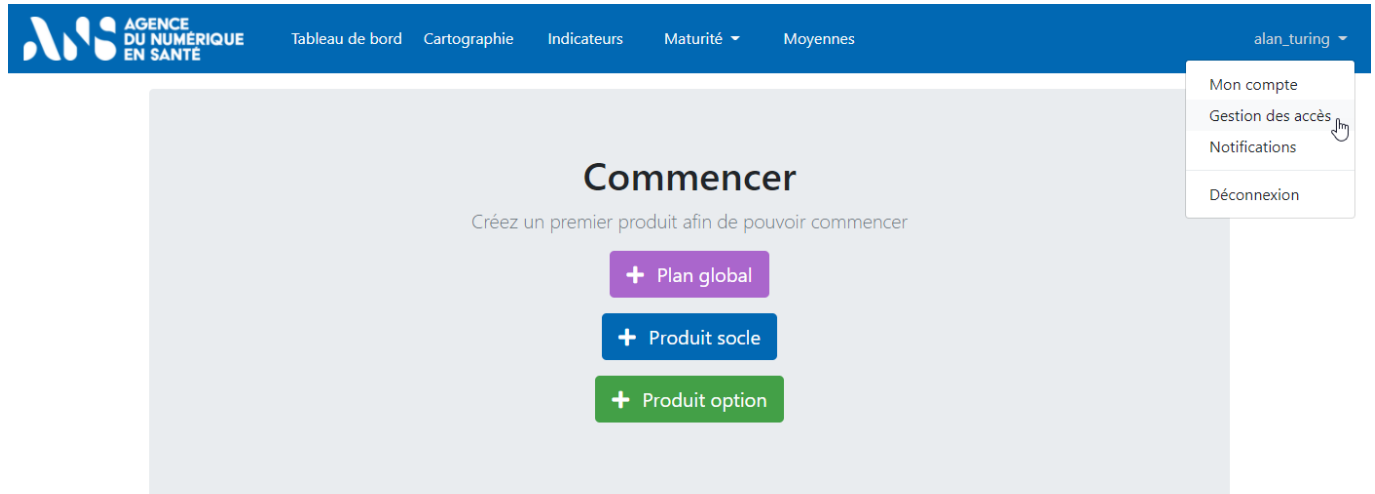 AGENCE
DU NUMÉRIQUE
EN SANTÉ
Tableau de bord Cartographie Indicateurs Maturité Moyennes alan_turing
Mon compte
Gestion des accès
Notifications
Déconnexion
Commencer
Créez un premier produit afin de pouvoir commencer
+ Plan global
+ Produit socle
+ Produit option